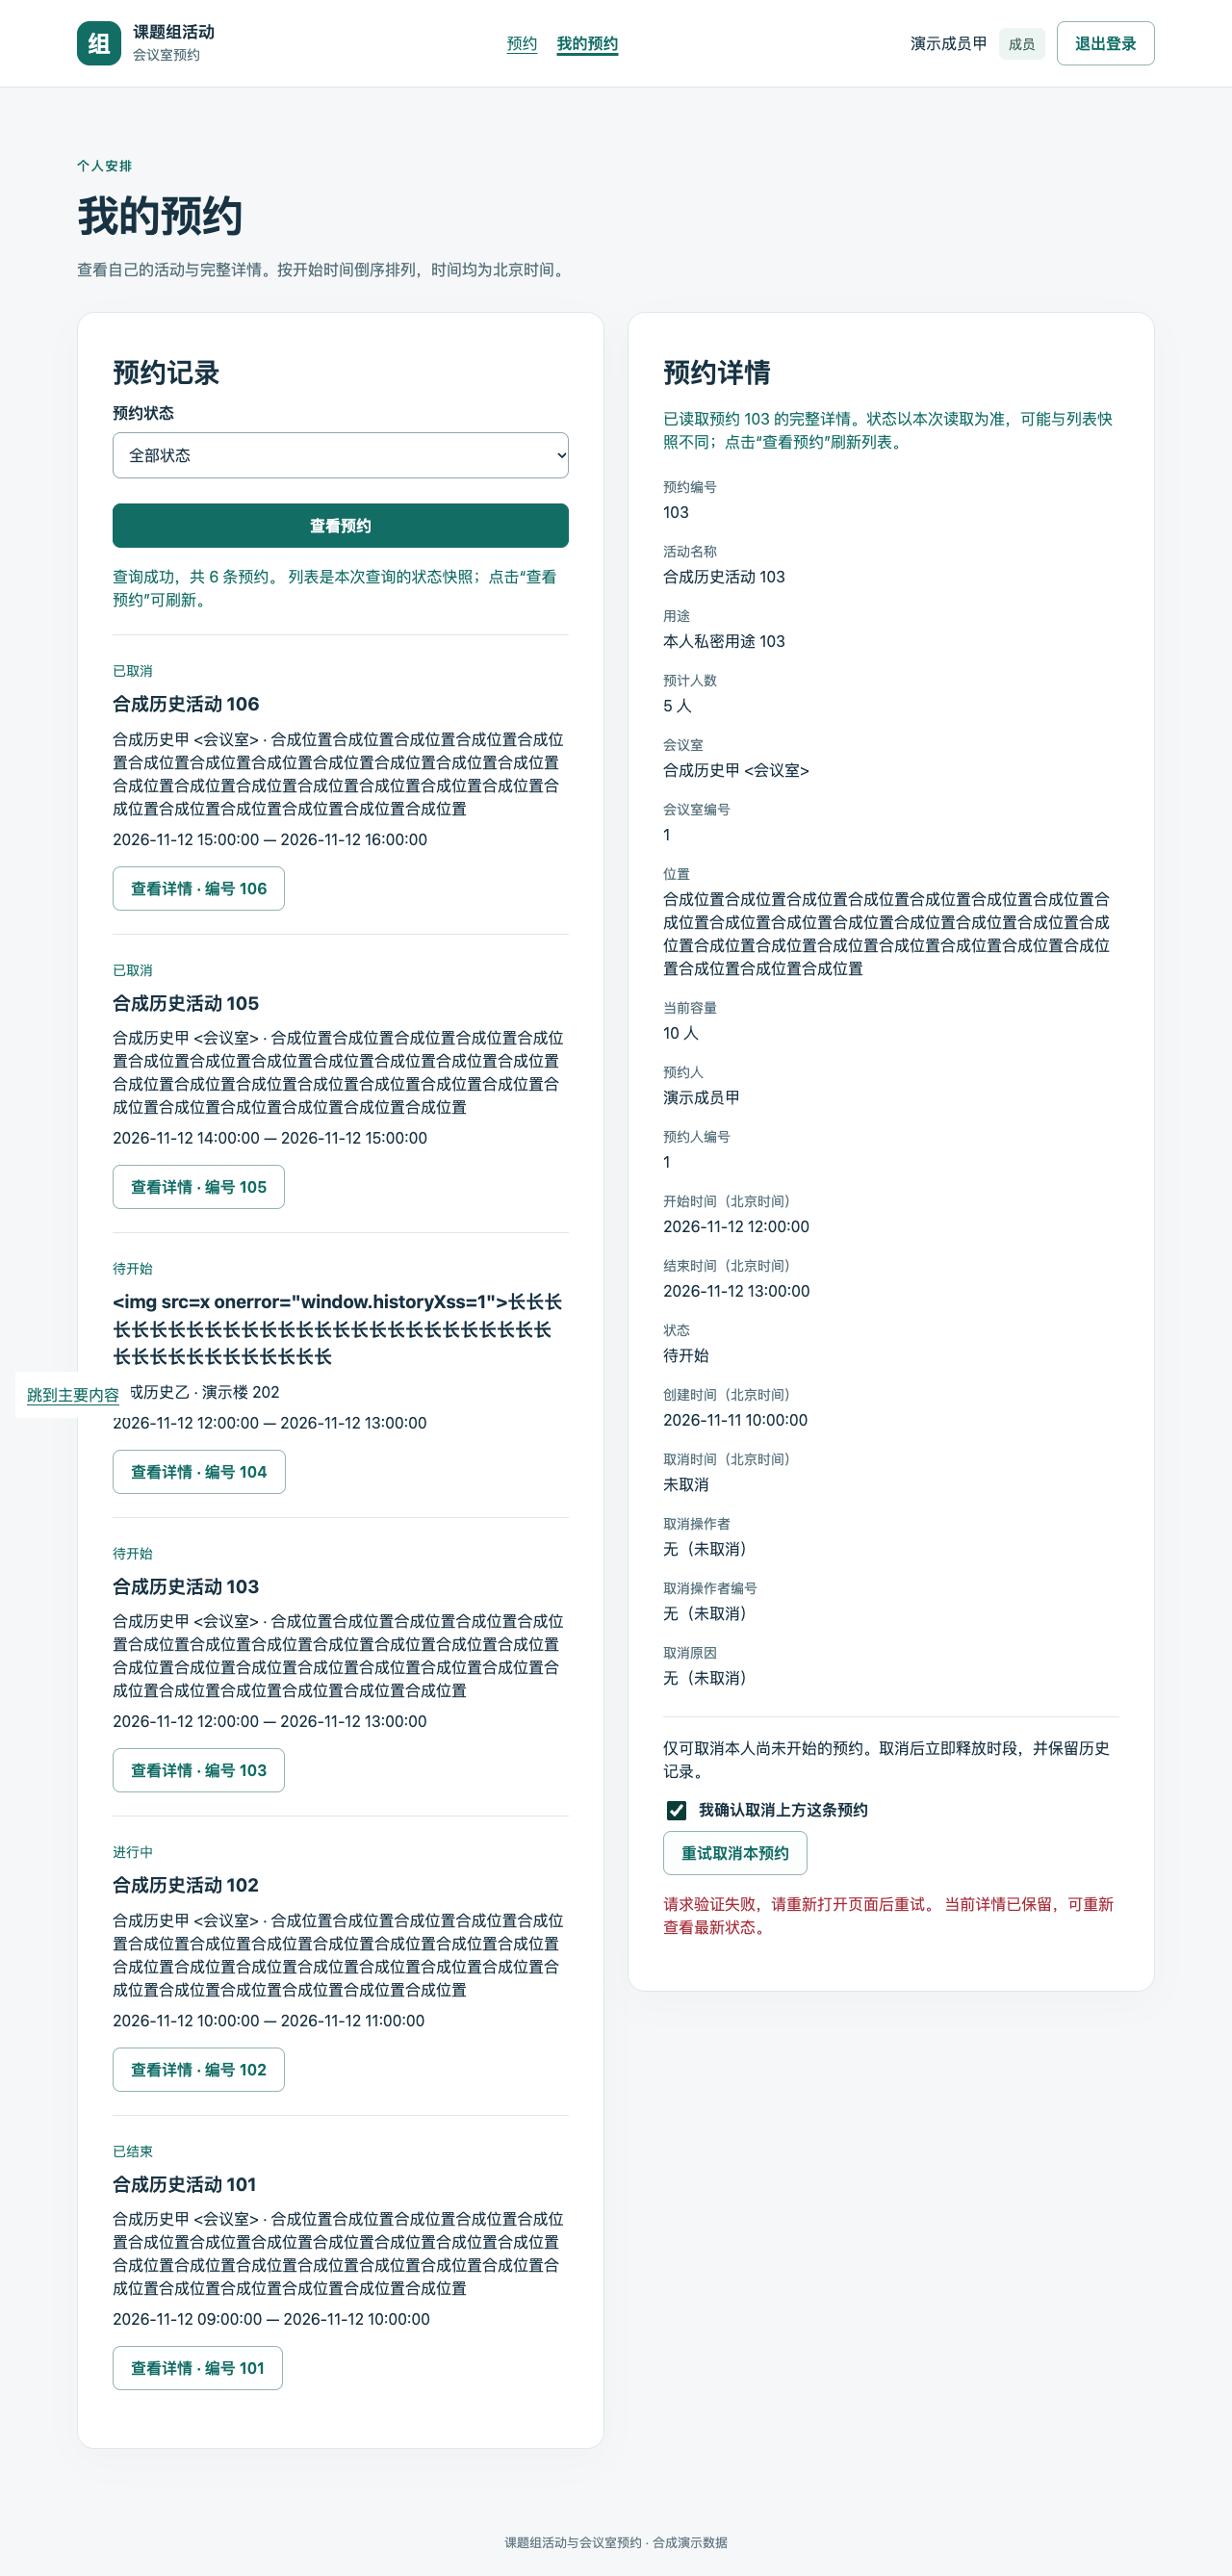 组
课题组活动
会议室预约
预约
我的预约
演示成员甲
成员
退出登录
个人安排
我的预约
查看自己的活动与完整详情。按开始时间倒序排列，时间均为北京时间。
预约记录
预约状态
全部状态
查看预约
查询成功，共 6 条预约。 列表是本次查询的状态快照；点击“查看
预约”可刷新。
已取消
合成历史活动 106
合成历史甲 <会议室> · 合成位置合成位置合成位置合成位置合成位
置合成位置合成位置合成位置合成位置合成位置合成位置合成位置
合成位置合成位置合成位置合成位置合成位置合成位置合成位置合
成位置合成位置合成位置合成位置合成位置合成位置
2026-11-12 15:00:00 — 2026-11-12 16:00:00
查看详情 · 编号 106
已取消
合成历史活动 105
合成历史甲 <会议室> · 合成位置合成位置合成位置合成位置合成位
置合成位置合成位置合成位置合成位置合成位置合成位置合成位置
合成位置合成位置合成位置合成位置合成位置合成位置合成位置合
成位置合成位置合成位置合成位置合成位置合成位置
2026-11-12 14:00:00 — 2026-11-12 15:00:00
查看详情 · 编号 105
待开始
<img src=x onerror="window.historyXss=1">长长长
长长长长长长长长长长长长长长长长长长长长长长长长
长长长长长长长长长长长长
跳到主要内容
成历史乙 · 演示楼 202
2026-11-12 12:00:00 — 2026-11-12 13:00:00
查看详情 · 编号 104
待开始
合成历史活动 103
合成历史甲 <会议室> · 合成位置合成位置合成位置合成位置合成位
置合成位置合成位置合成位置合成位置合成位置合成位置合成位置
合成位置合成位置合成位置合成位置合成位置合成位置合成位置合
成位置合成位置合成位置合成位置合成位置合成位置
2026-11-12 12:00:00 — 2026-11-12 13:00:00
查看详情 · 编号 103
进行中
合成历史活动 102
合成历史甲 <会议室> · 合成位置合成位置合成位置合成位置合成位
置合成位置合成位置合成位置合成位置合成位置合成位置合成位置
合成位置合成位置合成位置合成位置合成位置合成位置合成位置合
成位置合成位置合成位置合成位置合成位置合成位置
2026-11-12 10:00:00 — 2026-11-12 11:00:00
查看详情 · 编号 102
已结束
合成历史活动 101
合成历史甲 <会议室> · 合成位置合成位置合成位置合成位置合成位
置合成位置合成位置合成位置合成位置合成位置合成位置合成位置
合成位置合成位置合成位置合成位置合成位置合成位置合成位置合
成位置合成位置合成位置合成位置合成位置合成位置
2026-11-12 09:00:00 — 2026-11-12 10:00:00
查看详情 · 编号 101
预约详情
已读取预约 103 的完整详情。状态以本次读取为准，可能与列表快
照不同；点击“查看预约”刷新列表。
预约编号
103
活动名称
合成历史活动 103
用途
本人私密用途 103
预计人数
5 人
会议室
合成历史甲 <会议室>
会议室编号
1
位置
合成位置合成位置合成位置合成位置合成位置合成位置合成位置合
成位置合成位置合成位置合成位置合成位置合成位置合成位置合成
位置合成位置合成位置合成位置合成位置合成位置合成位置合成位
置合成位置合成位置合成位置
当前容量
10 人
预约人
演示成员甲
预约人编号
1
开始时间（北京时间）
2026-11-12 12:00:00
结束时间（北京时间）
2026-11-12 13:00:00
状态
待开始
创建时间（北京时间）
2026-11-11 10:00:00
取消时间（北京时间）
未取消
取消操作者
无（未取消）
取消操作者编号
无（未取消）
取消原因
无（未取消）
仅可取消本人尚未开始的预约。取消后立即释放时段，并保留历史
记录。
我确认取消上方这条预约
重试取消本预约
请求验证失败，请重新打开页面后重试。 当前详情已保留，可重新
查看最新状态。
课题组活动与会议室预约 · 合成演示数据